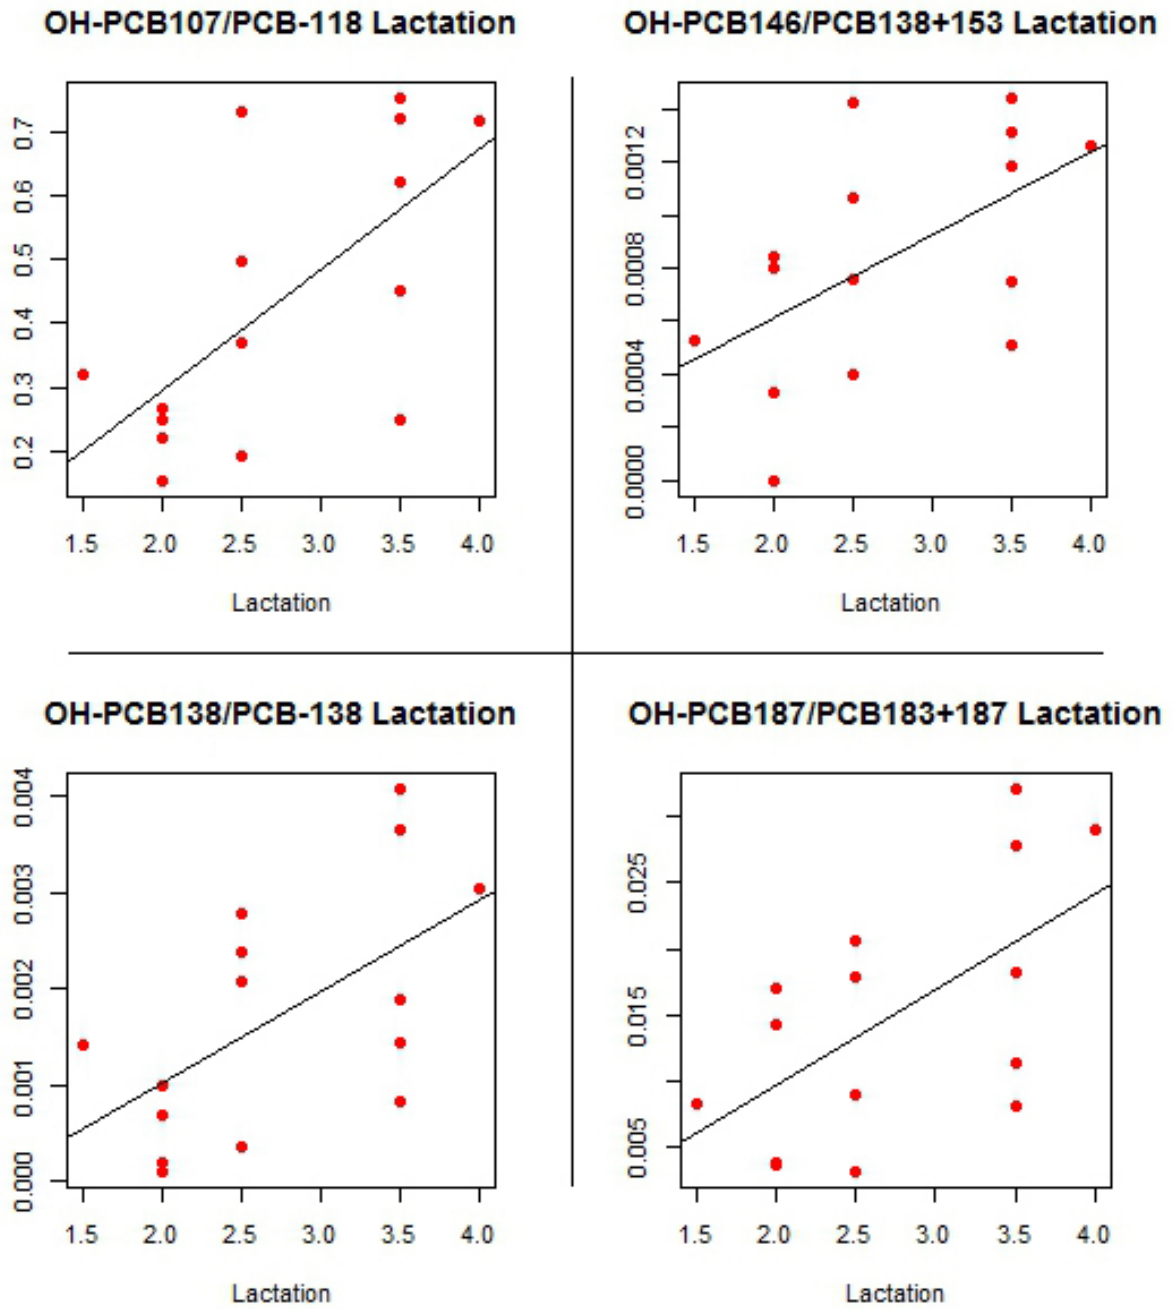 OH-PCB107/PCB-118 Lactation
0.7
0.6
0.5
0.4
0.3
0.2
1.5 2.0 2.5 3.0 3.5 4.0
Lactation
OH-PCB146/PCB138+153 Lactation
0.0012
0.0008
0.0004
0.0000
1.5 2.0 2.5 3.0 3.5 4.0
Lactation
OH-PCB138/PCB-138 Lactation
0.004
0.003
0.002
0.001
0.000
1.5 2.0 2.5 3.0 3.5 4.0
Lactation
OH-PCB187/PCB183+187 Lactation
0.025
0.015
0.005
1.5 2.0 2.5 3.0 3.5 4.0
Lactation